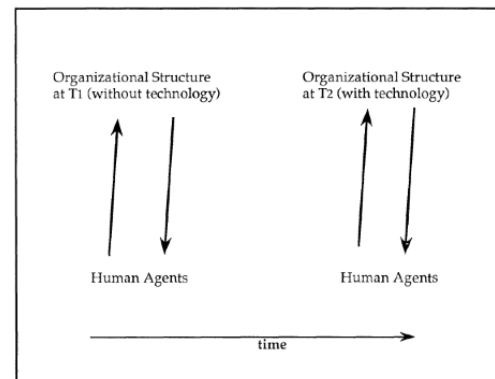 Organizational Structure
at T1 (without technology)
Organizational Structure
at T2 (with technology)
Human Agents
Human Agents
time